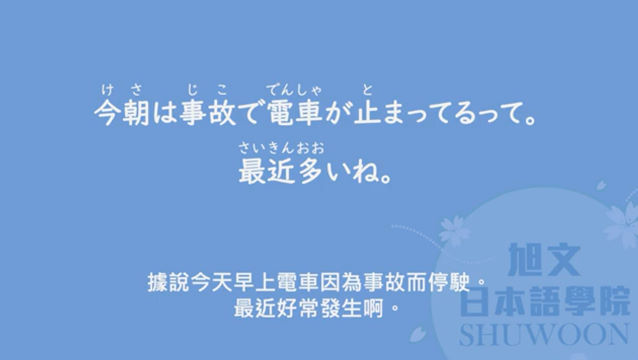 けさ じこ でんしゃ と
今朝は事故で電車が止まってるって。
さいきんおお
最近多いね。
據說今天早上電車因為事故而停駛。
最近好常發生啊。
旭文
日本語學院
SHUWOON